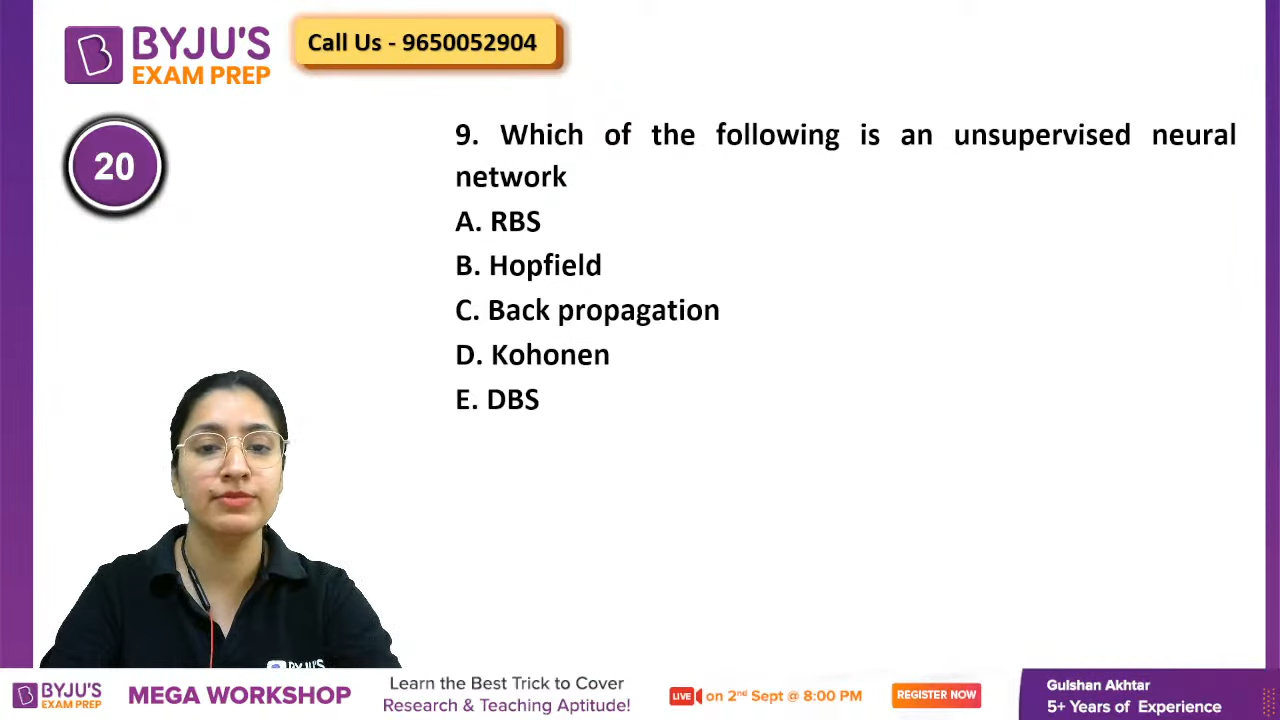 BYJU'S
EXAM PREP
Call Us - 9650052904
20
9. Which of the following is an unsupervised neural
network
A. RBS
B. Hopfield
C. Back propagation
D. Kohonen
E. DBS
BYJU'S
BYJU'S
EXAM PREP
MEGA WORKSHOP
Learn the Best Trick to Cover
Research & Teaching Aptitude!
LIVE on 2nd Sept @ 8:00 PM
REGISTER NOW
Gulshan Akhtar
5+ Years of Experience